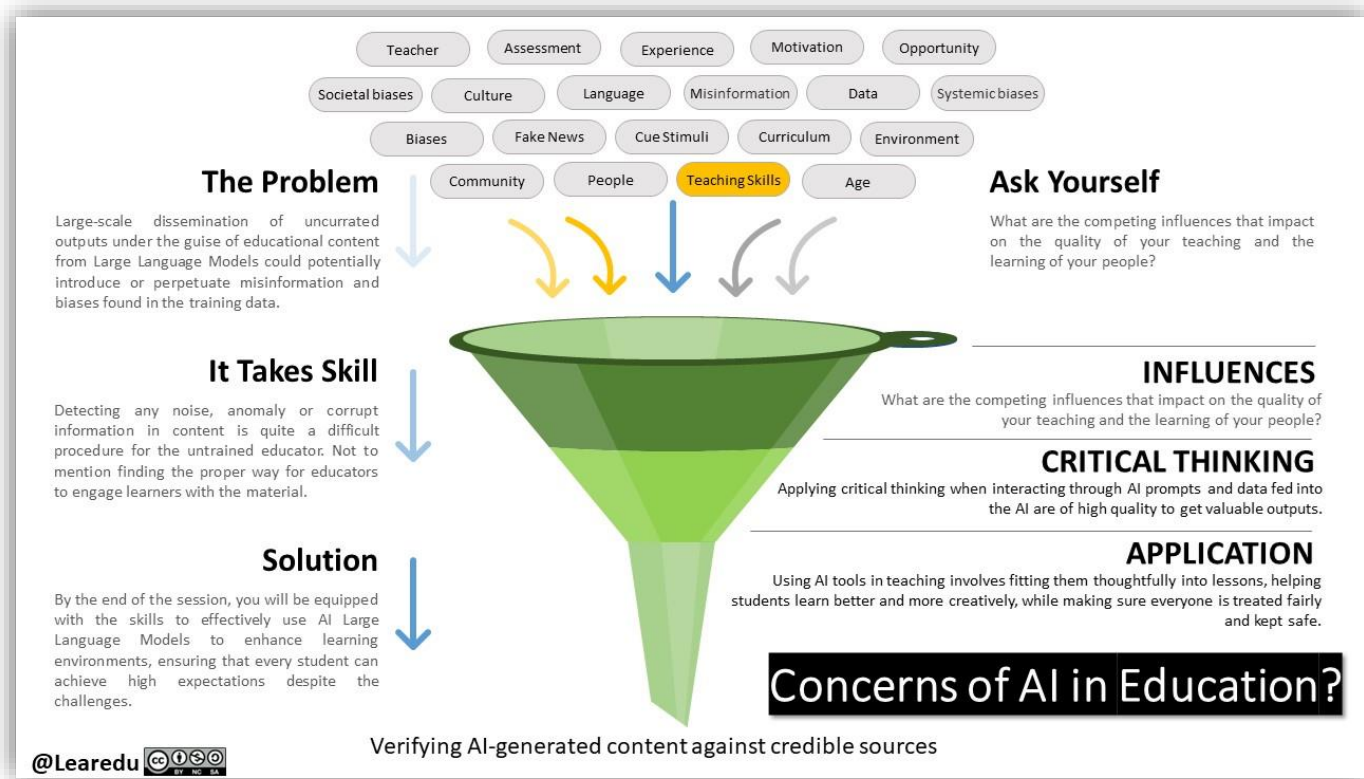 Teacher
Assessment
Experience
Motivation
Opportunity
Societal biases
Culture
Language
Misinformation
Data
Systemic biases
Biases
Fake News
Cue Stimuli
Curriculum
Environment
Community
People
Teaching Skills
Age
The Problem
Large-scale dissemination of uncurrated
outputs under the guise of educational content
from Large Language Models could potentially
introduce or perpetuate misinformation and
biases found in the training data.
It Takes Skill
Detecting any noise, anomaly or corrupt
information in content is quite a difficult
procedure for the untrained educator. Not to
mention finding the proper way for educators
to engage learners with the material.
Solution
By the end of the session, you will be equipped
with the skills to effectively use AI Large
Language Models to enhance learning
environments, ensuring that every student can
achieve high expectations despite the
challenges.
Ask Yourself
What are the competing influences that impact
on the quality of your teaching and the
learning of your people?
INFLUENCES
What are the competing influences that impact on the quality of
your teaching and the learning of your people?
CRITICAL THINKING
Applying critical thinking when interacting through AI prompts and data fed into
the AI are of high quality to get valuable outputs.
APPLICATION
Using AI tools in teaching involves fitting them thoughtfully into lessons, helping
students learn better and more creatively, while making sure everyone is treated fairly
and kept safe.
Concerns of AI in Education?
Verifying AI-generated content against credible sources
@Learedu
cc
BY NC SA